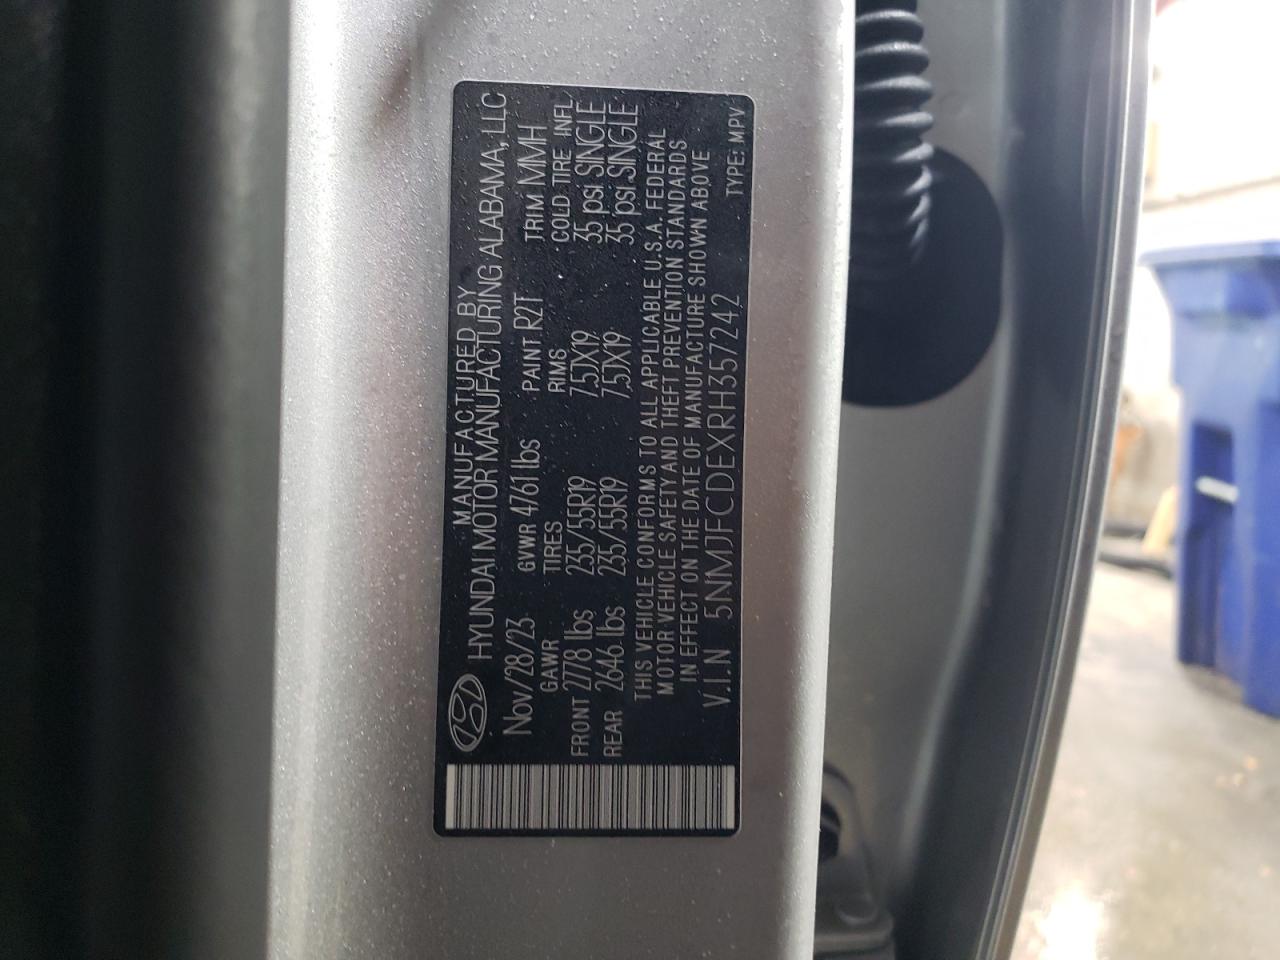 MANUFACTURED BY
HYUNDAI MOTOR MANUFACTURING ALABAMA, LLC
Nov/28/23 GVWR 4761 lbs PAINT R2T TRIM MMH
GAWR TIRES RIMS COLD TIRE INFL.
FRONT 2778 lbs 235/55R19 7.5JX19 35 psi SINGLE
REAR 2646 lbs 235/55R19 7.5JX19 35 psi SINGLE
THIS VEHICLE CONFORMS TO ALL APPLICABLE U.S.A. FEDERAL
MOTOR VEHICLE SAFETY AND THEFT PREVENTION STANDARDS
IN EFFECT ON THE DATE OF MANUFACTURE SHOWN ABOVE
V.I.N 5NMJFCDEXRH357242 TYPE: MPV